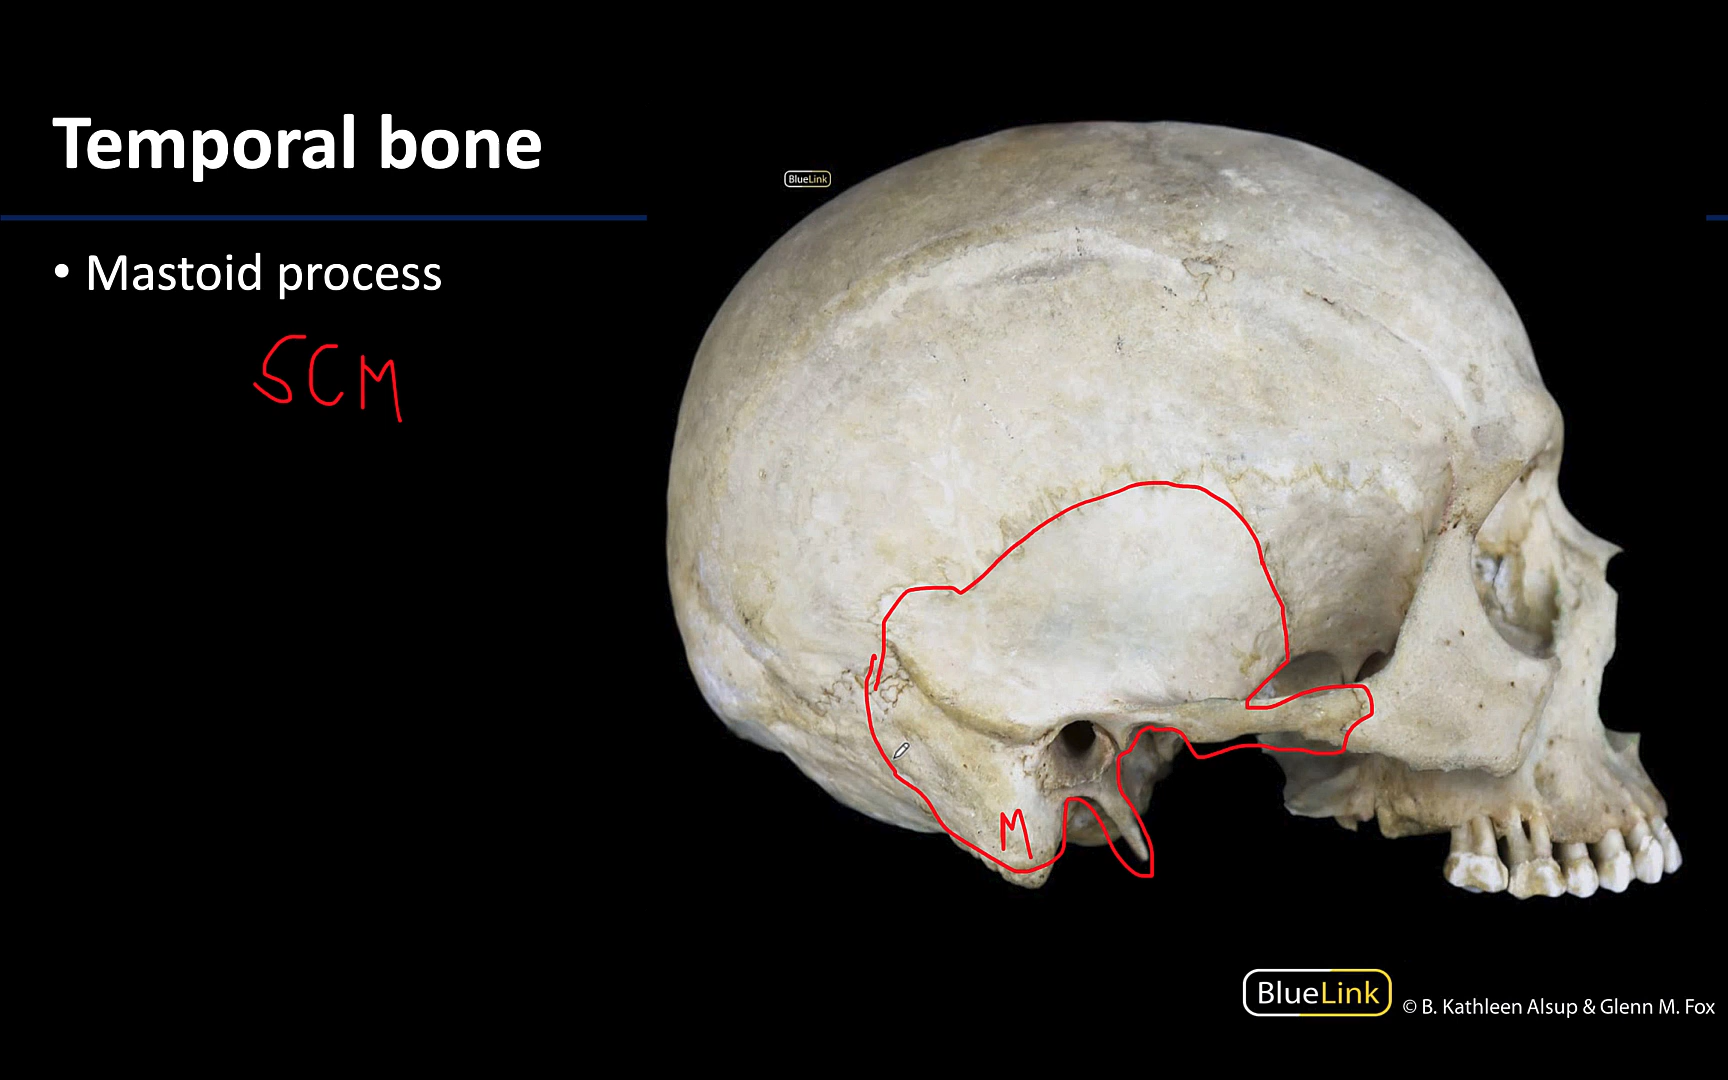 Temporal bone
BlueLink
• Mastoid process
SCM
M
BlueLink
© B. Kathleen Alsup & Glenn M. Fox